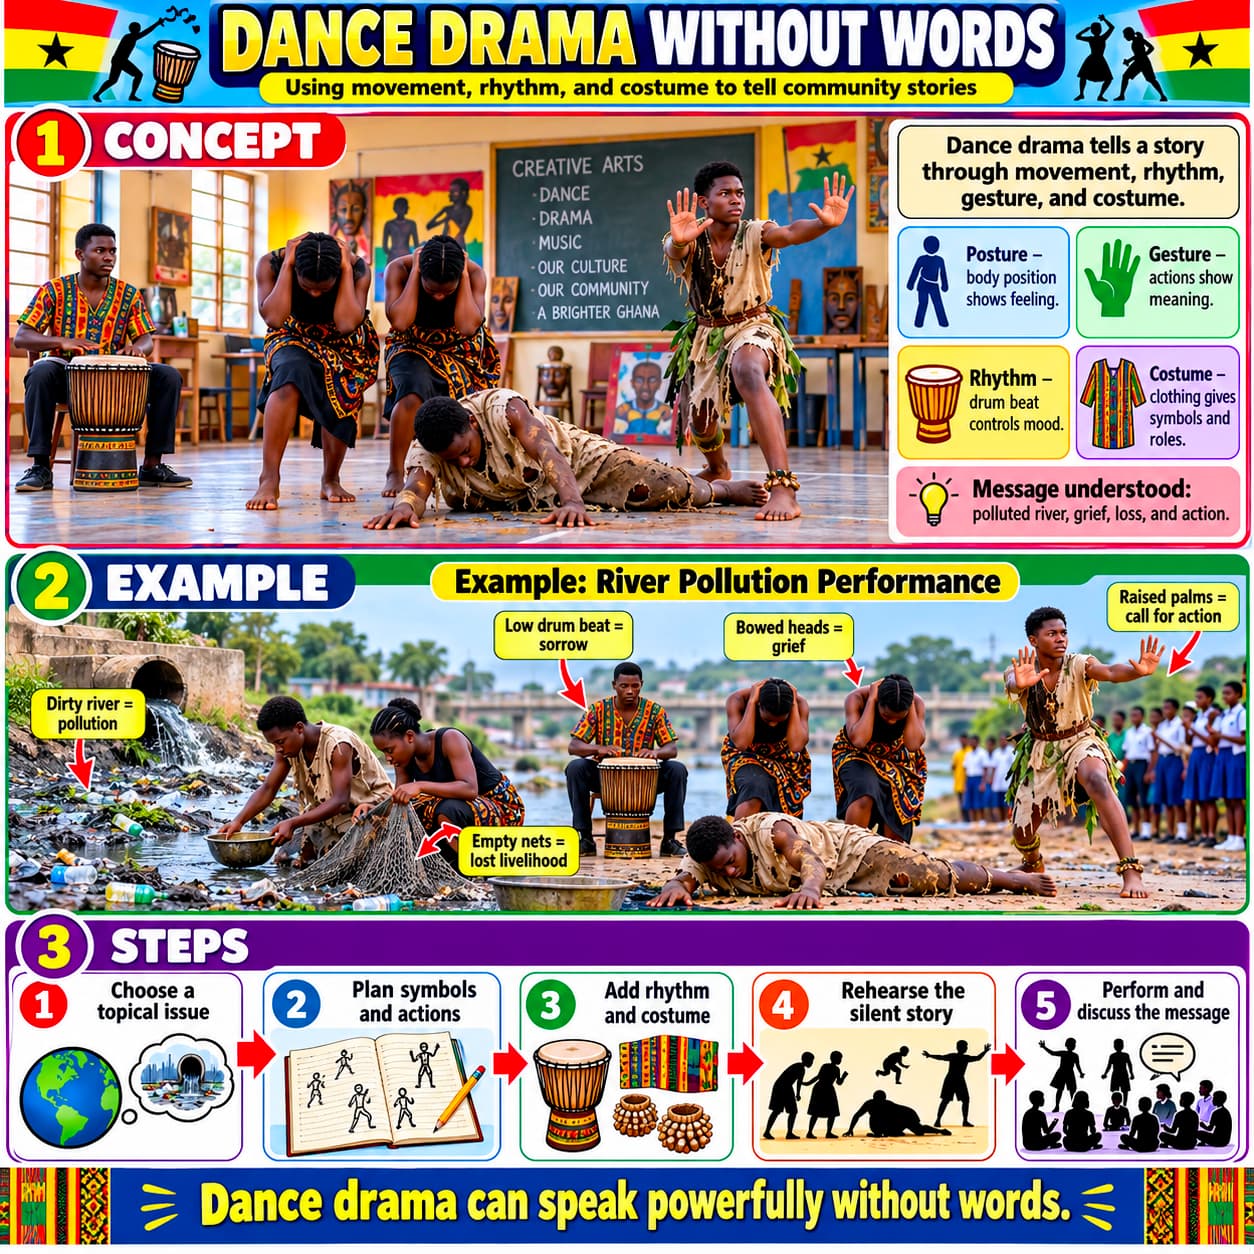 DANCE DRAMA WITHOUT WORDS
Using movement, rhythm, and costume to tell community stories
1 CONCEPT
CREATIVE ARTS
· DANCE
· DRAMA
· MUSIC
· OUR CULTURE
· OUR COMMUNITY
· A BRIGHTER GHANA
Dance drama tells a story
through movement, rhythm,
gesture, and costume.
Posture –
body position
shows feeling.
Gesture –
actions show
meaning.
Rhythm –
drum beat
controls mood.
Costume –
clothing gives
symbols and
roles.
Message understood:
polluted river, grief, loss, and action.
2 EXAMPLE
Example: River Pollution Performance
Dirty river =
pollution
Low drum beat =
sorrow
Bowed heads =
grief
Raised palms =
call for action
Empty nets =
lost livelihood
3 STEPS
1 Choose a
topical issue
2 Plan symbols
and actions
3 Add rhythm
and costume
4 Rehearse the
silent story
5 Perform and
discuss the message
Dance drama can speak powerfully without words.